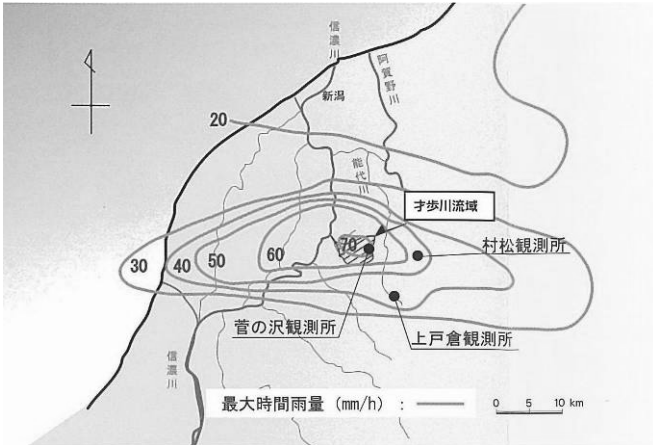 信濃川
阿賀野川
新潟
20
能代川
才歩川流域
70
村松観測所
60
50
40
30
菅の沢観測所
上戸倉観測所
信濃川
最大時間雨量 (mm/h) :
0 5 10 km